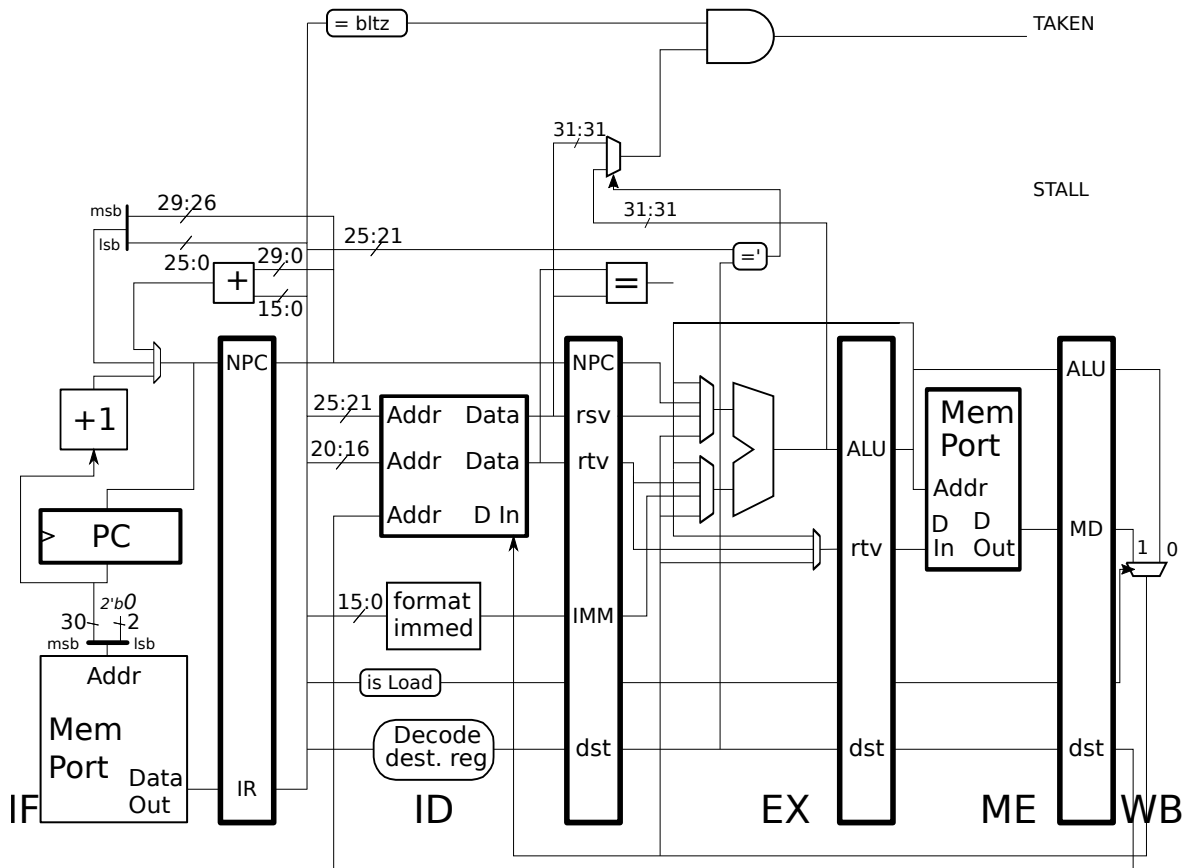 = bltz
TAKEN
31:31
STALL
msb
29:26
31:31
lsb
25:21
='
25:0
29:0
+
=
15:0
NPC
NPC
ALU
+1
25:21
Addr
Data
rsv
Mem
Port
20:16
Addr
Data
rtv
ALU
Addr
PC
Addr
D In
D
In
D
Out
rtv
MD
1
0
2'b0
30
2
msb
lsb
15:0
format
immed
IMM
Addr
is Load
Mem
Port
Decode
dest. reg
dst
dst
dst
Data
Out
IR
IF
ID
EX
ME
WB